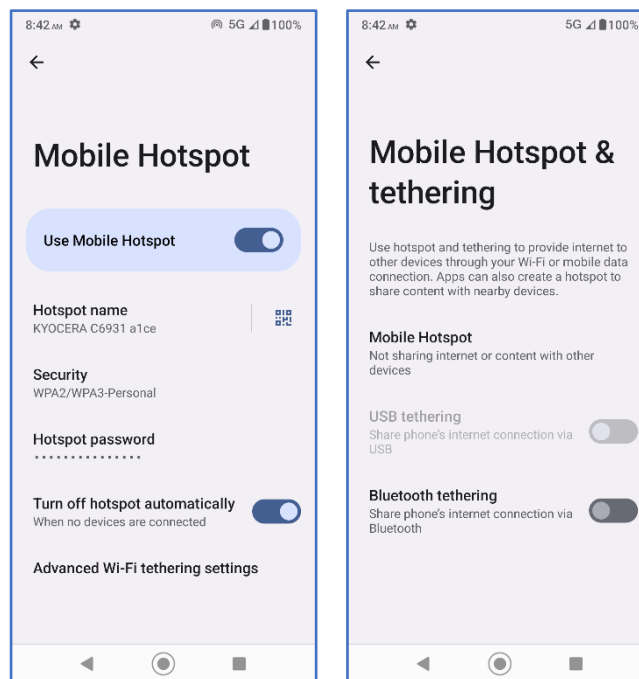 8:42 AM 5G 100%
Mobile Hotspot
Use Mobile Hotspot
Hotspot name
KYOCERA C6931 a1ce
Security
WPA2/WPA3-Personal
Hotspot password
•••••••••••••••
Turn off hotspot automatically
When no devices are connected
Advanced Wi-Fi tethering settings
8:42 AM 5G 100%
Mobile Hotspot &
tethering
Use hotspot and tethering to provide internet to
other devices through your Wi-Fi or mobile data
connection. Apps can also create a hotspot to
share content with nearby devices.
Mobile Hotspot
Not sharing internet or content with other
devices
USB tethering
Share phone's internet connection via
USB
Bluetooth tethering
Share phone's internet connection via
Bluetooth